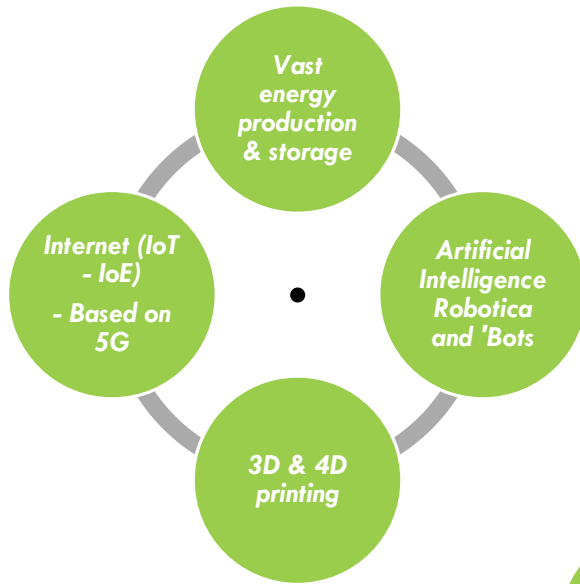 Vast
energy
production
& storage
Internet (IoT
- IoE)
- Based on
5G
Artificial
Intelligence
Robotica
and 'Bots
3D & 4D
printing